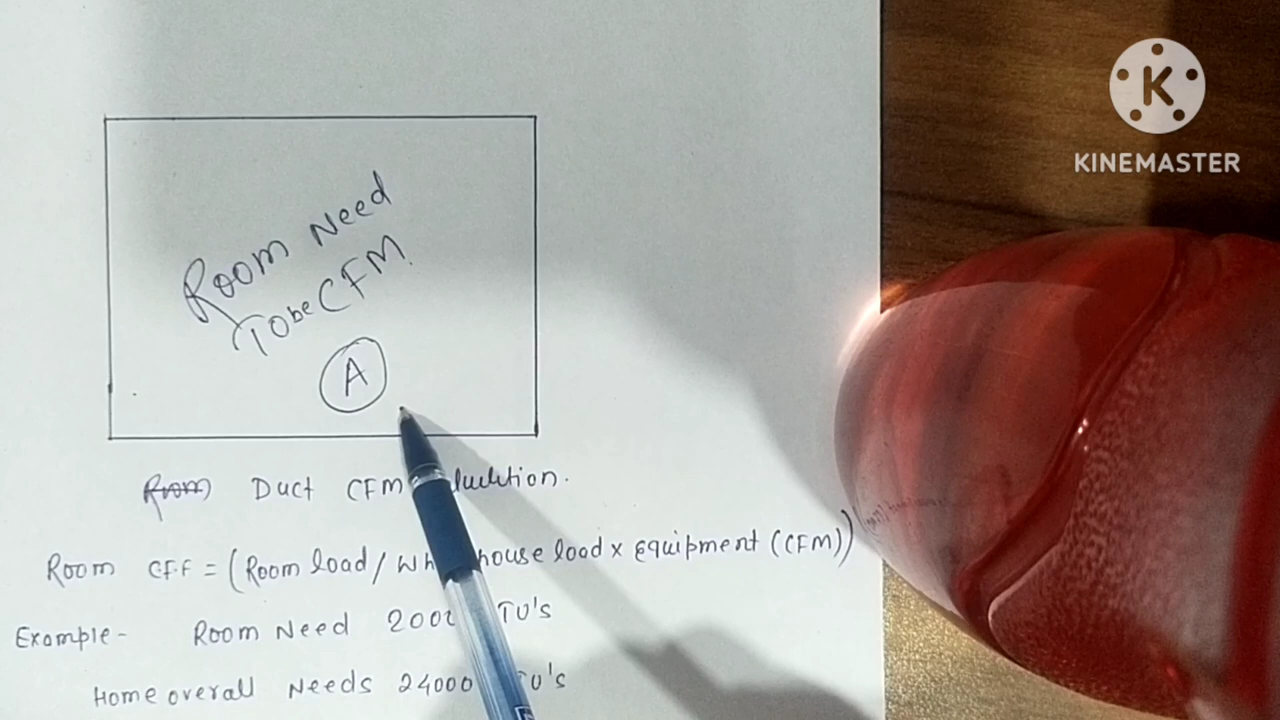 KINEMASTER
Room Need
To be CFM.
A
Room Duct CFM
Room CFF = (Room load / house load x Equipment (CFM))
Example- Room Need
Home overall Needs 24000